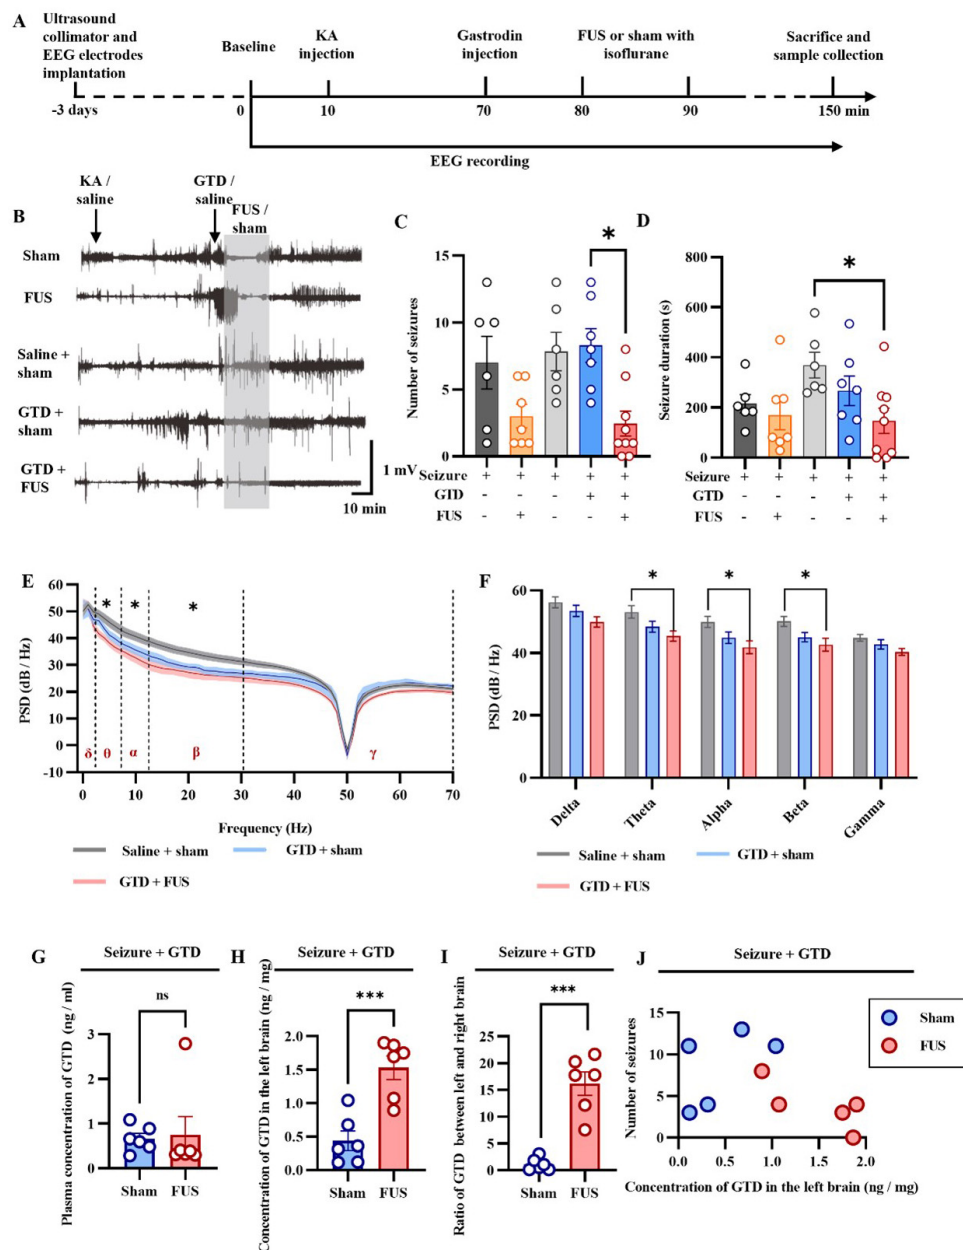 A
Ultrasound
collimator and
EEG electrodes
implantation
Baseline
KA
injection
Gastrodin
injection
FUS or sham with
isoflurane
Sacrifice and
sample collection
-3 days
0
10
70
80
90
150 min
EEG recording
B
KA /
saline
GTD /
saline
FUS /
sham
Sham
FUS
Saline +
sham
GTD +
sham
GTD +
FUS
1 mV
10 min
C
Number of seizures
15
10
5
0
*
Seizure + + + + +
GTD - - - + +
FUS - + - - +
D
Seizure duration (s)
800
600
400
200
0
*
Seizure + + + + +
GTD - - - + +
FUS - + - - +
E
PSD (dB / Hz)
60
50
40
30
20
10
0
-10
* * *
δ θ α β γ
0 10 20 30 40 50 60 70
Frequency (Hz)
Saline + sham
GTD + sham
GTD + FUS
F
PSD (dB / Hz)
60
40
20
0
* * *
Delta Theta Alpha Beta Gamma
Saline + sham
GTD + sham
GTD + FUS
G
Seizure + GTD
Plasma concentration of GTD (ng / ml)
ns
3
2
1
0
Sham FUS
H
Seizure + GTD
Concentration of GTD in the left brain (ng / mg)
***
2.0
1.5
1.0
0.5
0.0
Sham FUS
I
Seizure + GTD
Ratio of GTD between left and right brain
***
25
20
15
10
5
0
Sham FUS
J
Seizure + GTD
Number of seizures
15
10
5
0
0.0 0.5 1.0 1.5 2.0
Concentration of GTD in the left brain (ng / mg)
Sham
FUS